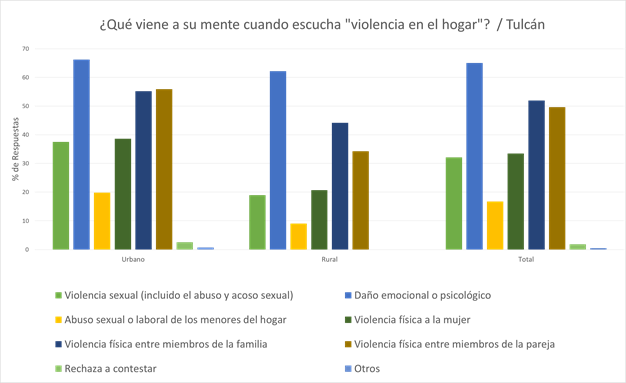 ¿Qué viene a su mente cuando escucha "violencia en el hogar"? / Tulcán
70
60
50
40
30
20
10
0
% de Respuestas
Urbano Rural Total
Violencia sexual (incluido el abuso y acoso sexual) Daño emocional o psicológico
Abuso sexual o laboral de los menores del hogar Violencia física a la mujer
Violencia física entre miembros de la familia Violencia física entre miembros de la pareja
Rechaza a contestar Otros